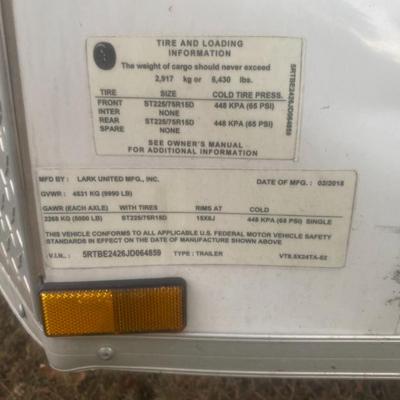 TIRE AND LOADING
INFORMATION
The weight of cargo should never exceed
2,917 kg or 6,430 lbs.
TIRE SIZE COLD TIRE PRESS.
FRONT ST225/75R15D 448 KPA (65 PSI)
INTER NONE
REAR ST225/75R15D 448 KPA (65 PSI)
SPARE NONE
SEE OWNER'S MANUAL
FOR ADDITIONAL INFORMATION
5RTBE2426JD064859
MFD BY: LARK UNITED MFG., INC. DATE OF MFG.: 02/2018
GVWR: 4531 KG (9990 LB)
GAWR (EACH AXLE) WITH TIRES RIMS AT COLD
2268 KG (5000 LB) ST225/75R15D 15X6J 448 KPA (65 PSI) SINGLE
THIS VEHICLE CONFORMS TO ALL APPLICABLE U.S. FEDERAL MOTOR VEHICLE SAFETY
STANDARDS IN EFFECT ON THE DATE OF MANUFACTURE SHOWN ABOVE.
V.I.N.: 5RTBE2426JD064859 TYPE: TRAILER VT8.5X24TA-52